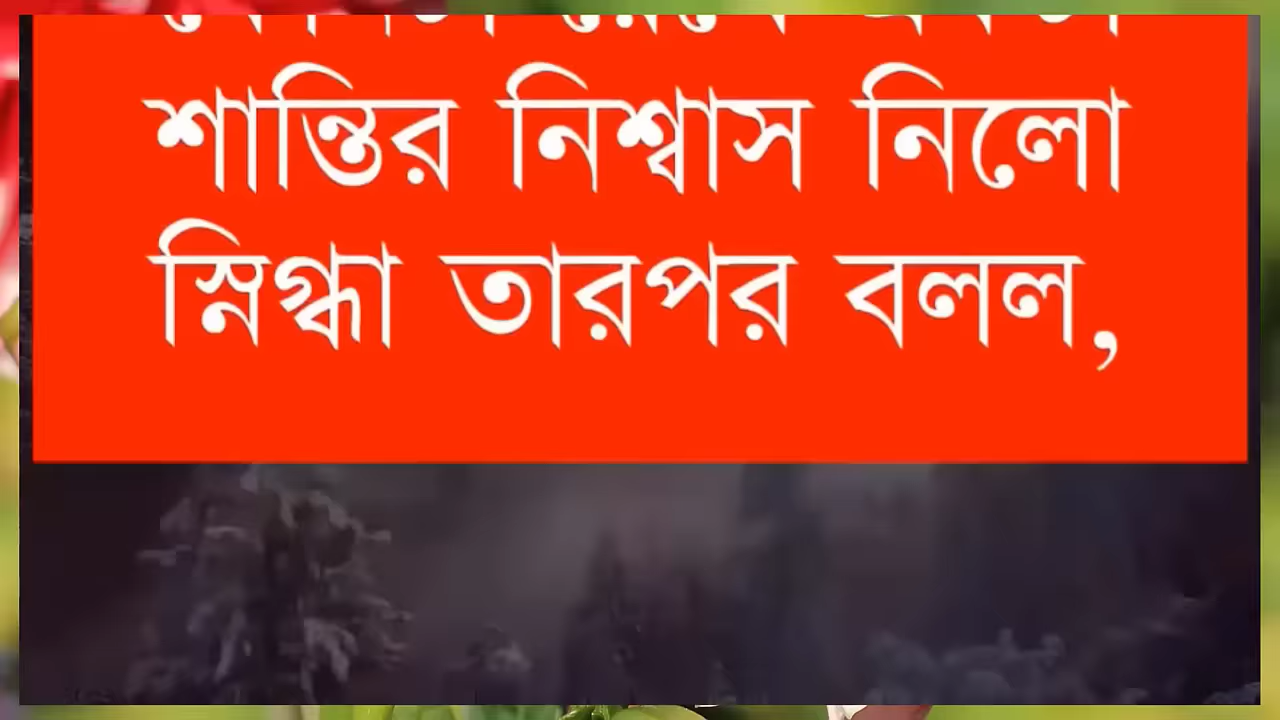 শান্তির নিশ্বাস নিলো
স্নিগ্ধা তারপর বলল,